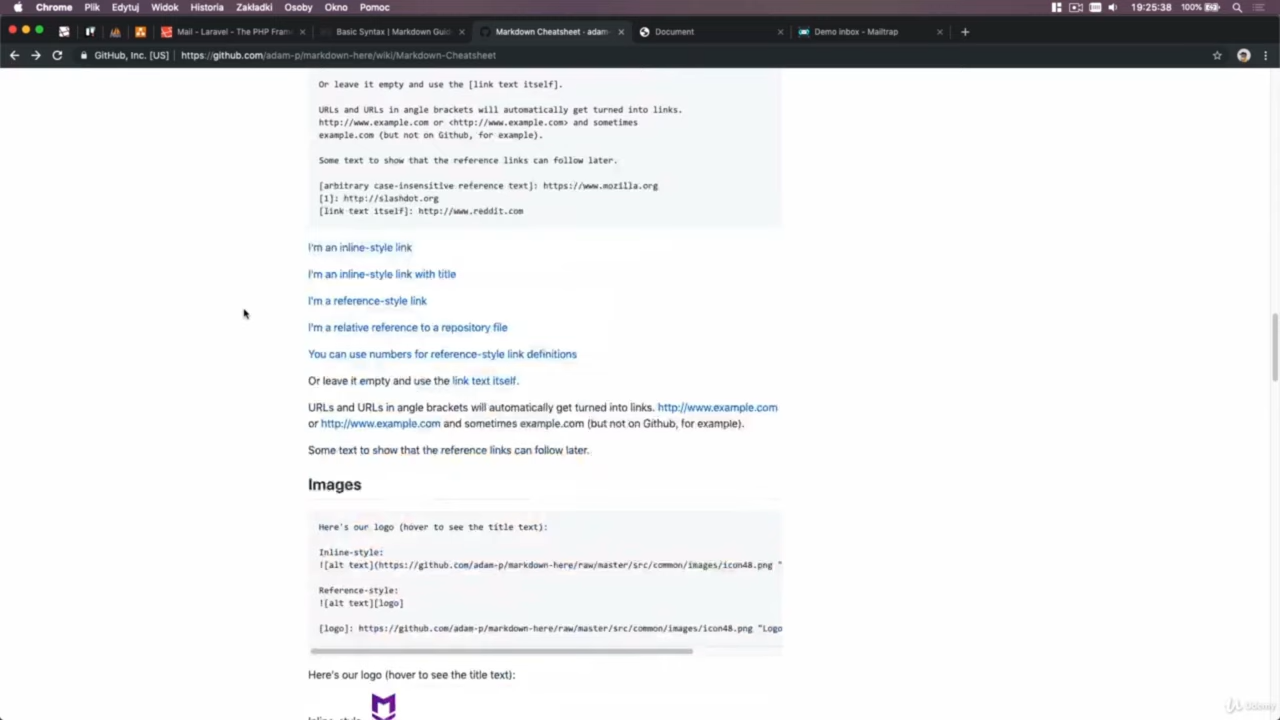 Chrome Plik Edytuj Widok Historia Zakładki Osoby Okno Pomoc 19:25:38 100%
Mail - Laravel - The PHP Fram Basic Syntax | Markdown Guid Markdown Cheatsheet · adam- Document Demo inbox - Mailtrap
GitHub, Inc. [US] https://github.com/adam-p/markdown-here/wiki/Markdown-Cheatsheet
Or leave it empty and use the [link text itself].
URLs and URLs in angle brackets will automatically get turned into links.
http://www.example.com or <http://www.example.com> and sometimes
example.com (but not on Github, for example).
Some text to show that the reference links can follow later.
[arbitrary case-insensitive reference text]: https://www.mozilla.org
[1]: http://slashdot.org
[link text itself]: http://www.reddit.com
I'm an inline-style link
I'm an inline-style link with title
I'm a reference-style link
I'm a relative reference to a repository file
You can use numbers for reference-style link definitions
Or leave it empty and use the link text itself.
URLs and URLs in angle brackets will automatically get turned into links. http://www.example.com
or http://www.example.com and sometimes example.com (but not on Github, for example).
Some text to show that the reference links can follow later.
Images
Here's our logo (hover to see the title text):
Inline-style:
![alt text](https://github.com/adam-p/markdown-here/raw/master/src/common/images/icon48.png "
Reference-style:
![alt text][logo]
[logo]: https://github.com/adam-p/markdown-here/raw/master/src/common/images/icon48.png "Logo
Here's our logo (hover to see the title text):
Inline-style:
Udemy